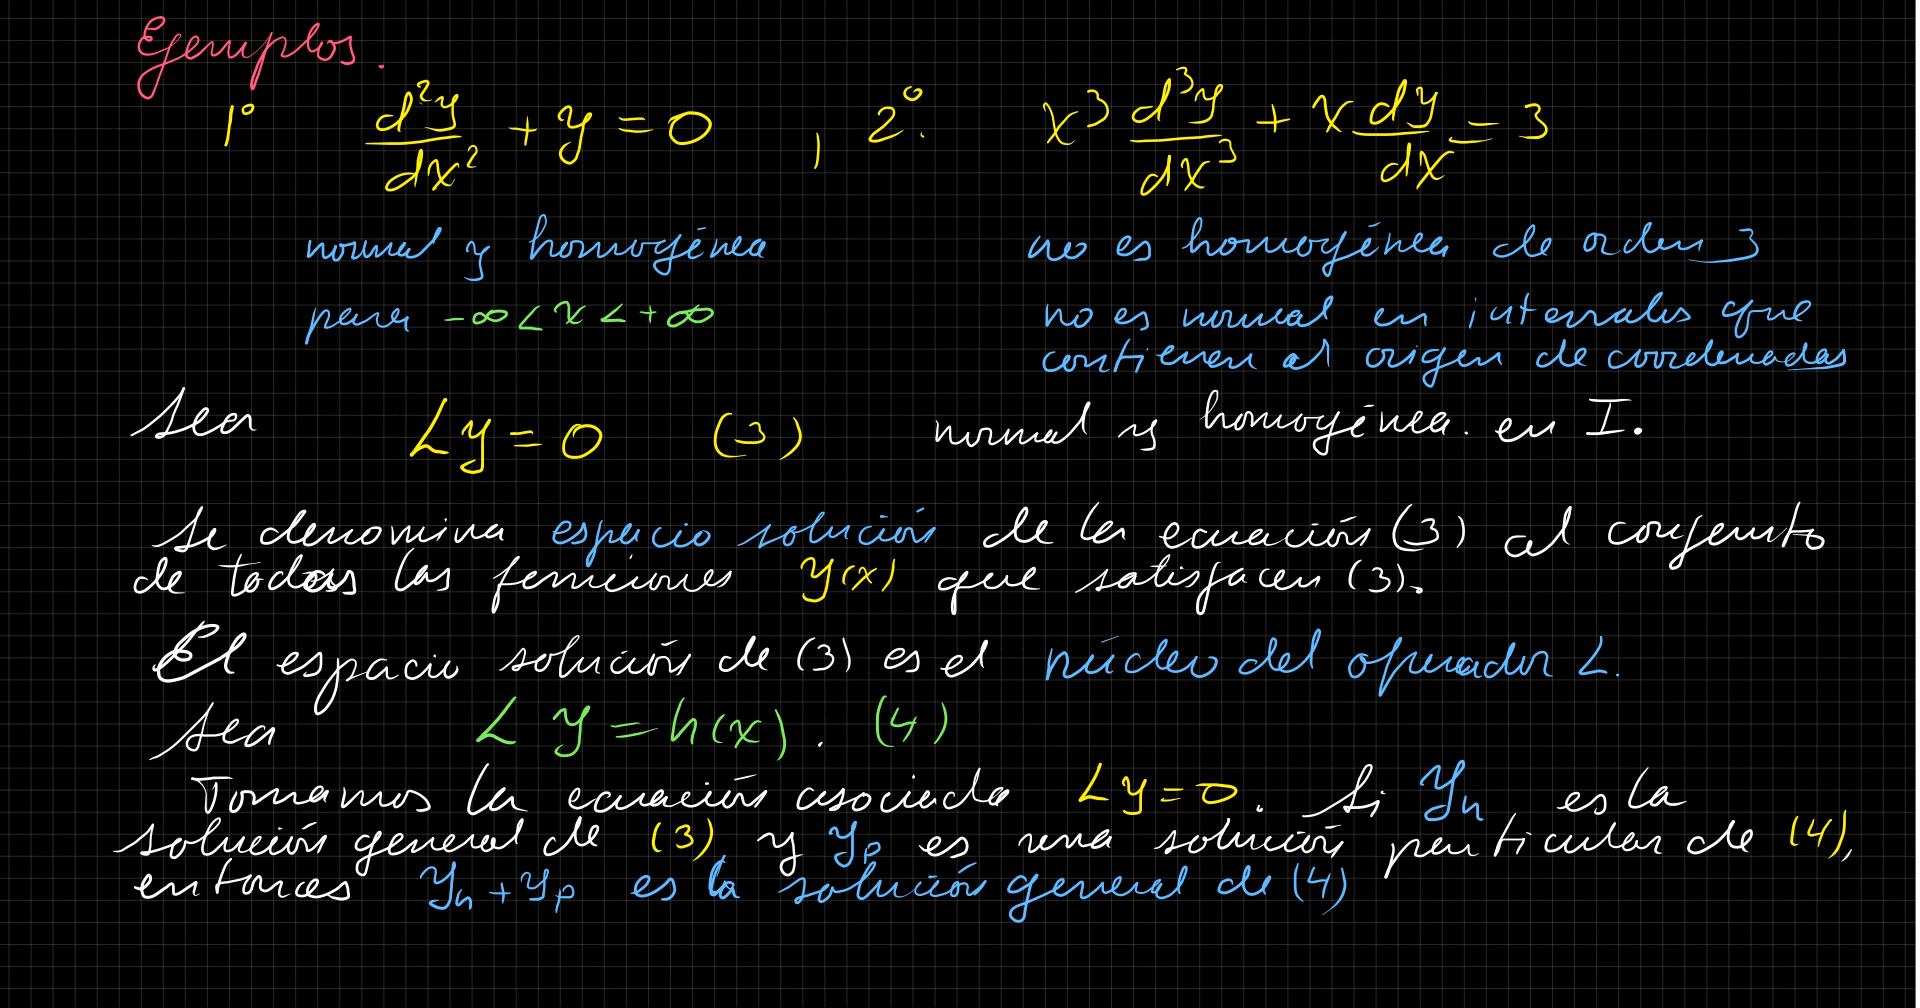 Ejemplos.
1º d²y/dx² + y = 0 , 2º. x³ d³y/dx³ + x dy/dx = 3
normal y homogénea no es homogénea de orden 3
para -∞ < x < +∞ no es normal en intervalos que
contienen al origen de coordenadas
Sea Ly = 0 (3) normal y homogénea. en I.
Se denomina espacio solución de la ecuación (3) al conjunto
de todas las funciones y(x) que satisfacen (3).
El espacio solución de (3) es el núcleo del operador L.
Sea L y = h(x). (4)
Tomamos la ecuación asociada Ly = 0. Si yh es la
solución general de (3) y yp es una solución particular de (4),
entonces yh + yp es la solución general de (4)